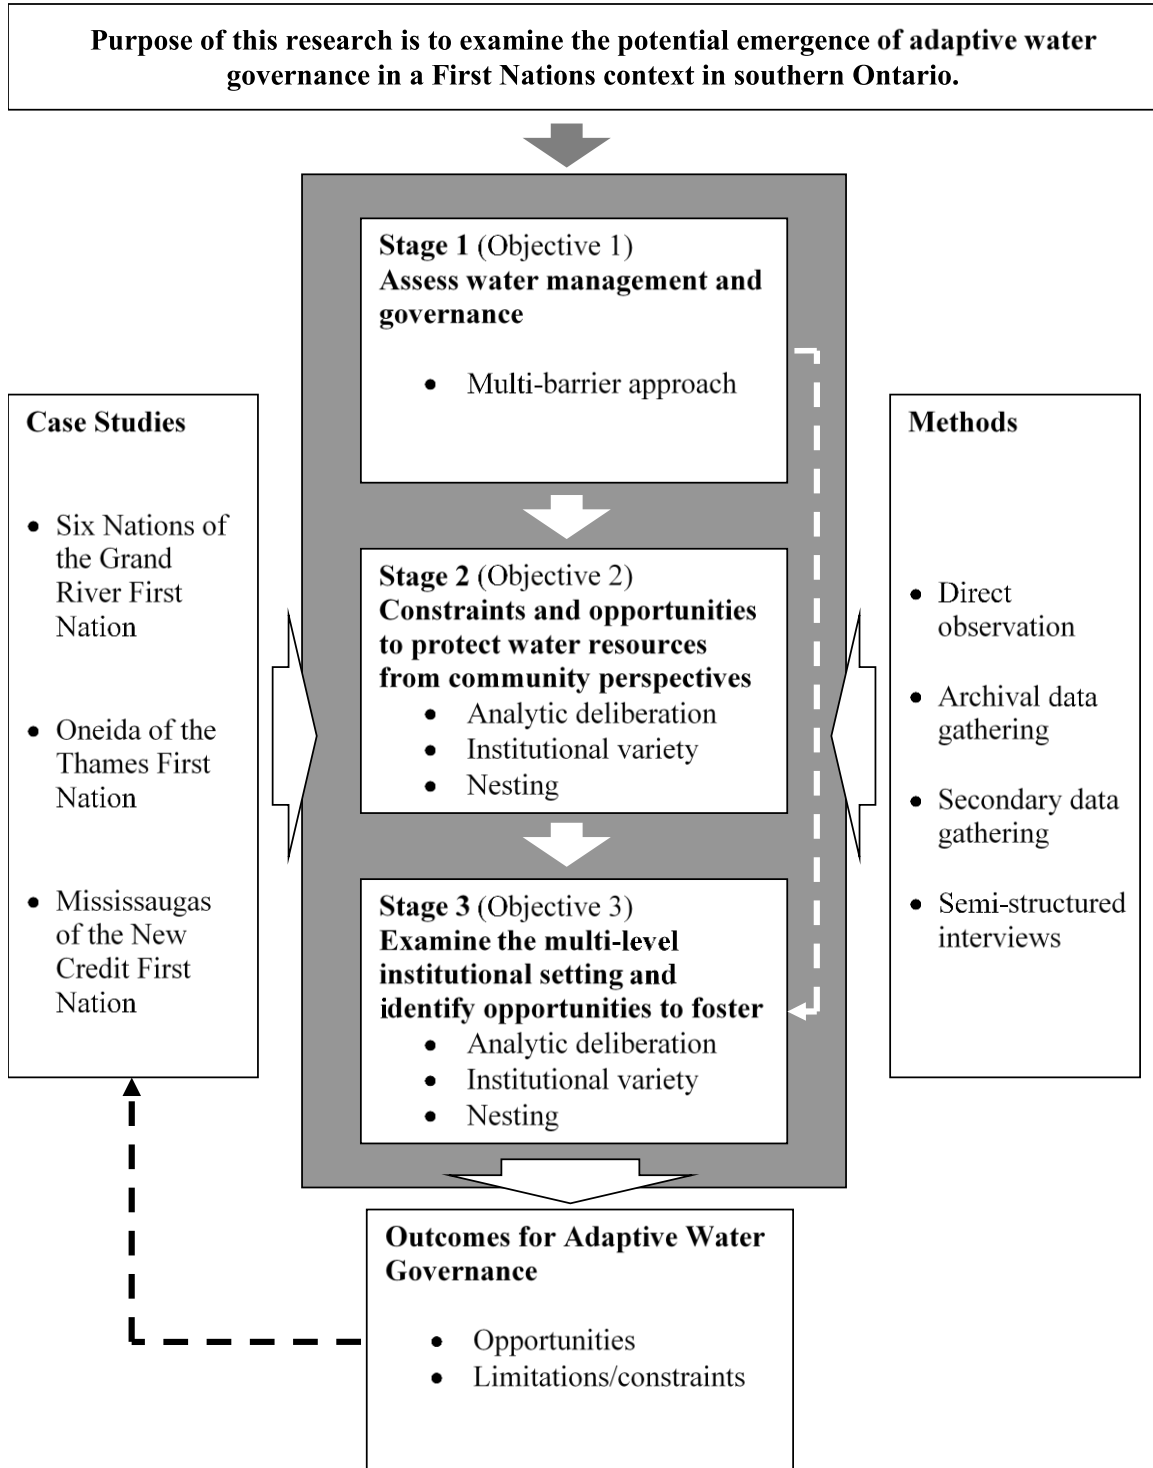 Purpose of this research is to examine the potential emergence of adaptive water
governance in a First Nations context in southern Ontario.
Stage 1 (Objective 1)
Assess water management and
governance
• Multi-barrier approach
Case Studies
• Six Nations of
the Grand
River First
Nation
• Oneida of the
Thames First
Nation
• Mississaugas
of the New
Credit First
Nation
Stage 2 (Objective 2)
Constraints and opportunities
to protect water resources
from community perspectives
• Analytic deliberation
• Institutional variety
• Nesting
Stage 3 (Objective 3)
Examine the multi-level
institutional setting and
identify opportunities to foster
• Analytic deliberation
• Institutional variety
• Nesting
Methods
• Direct
observation
• Archival data
gathering
• Secondary data
gathering
• Semi-structured
interviews
Outcomes for Adaptive Water
Governance
• Opportunities
• Limitations/constraints